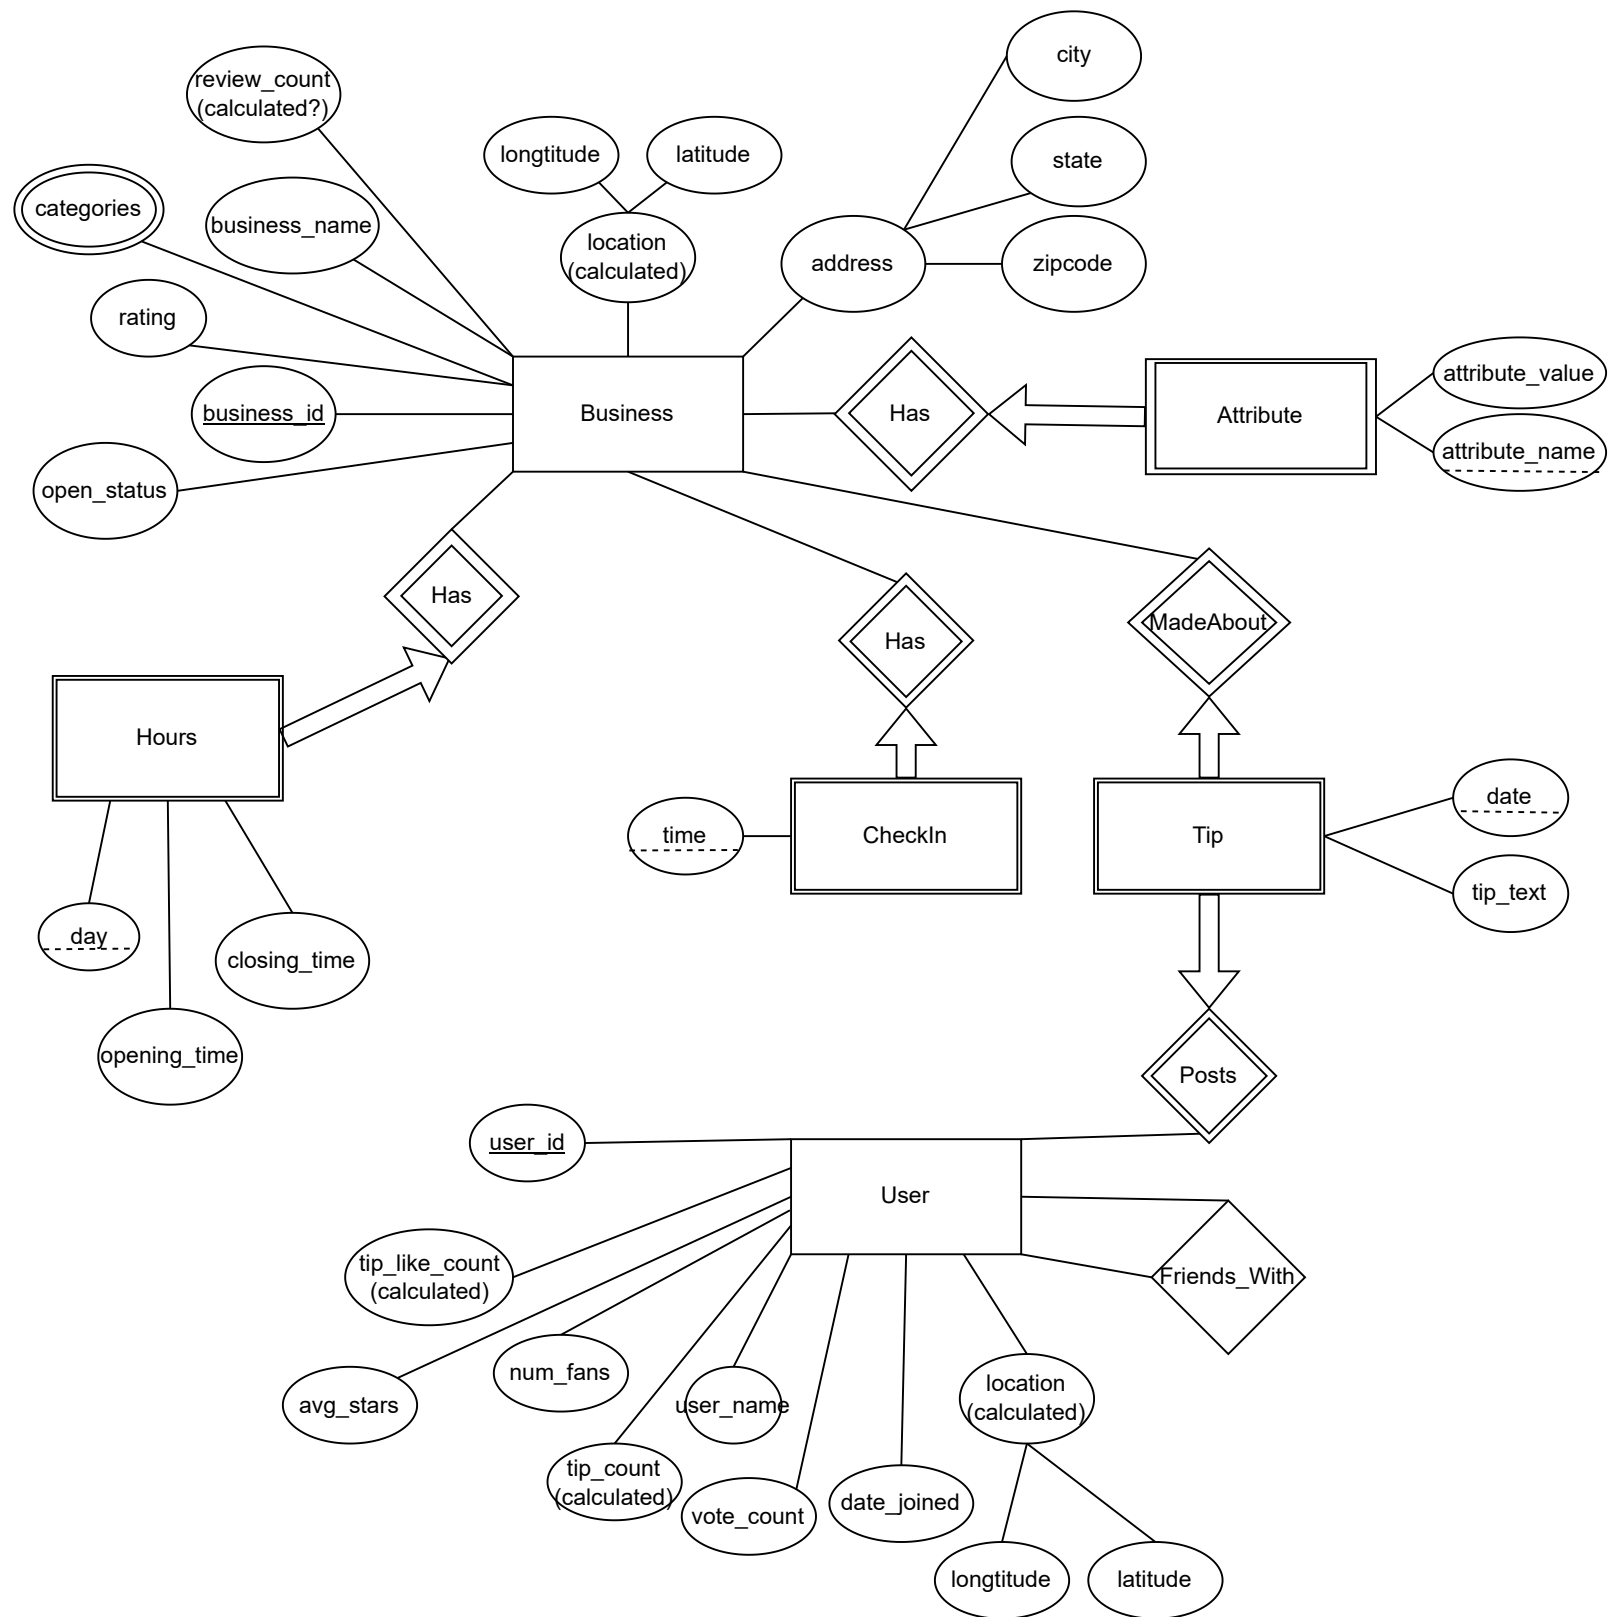 city
review_count
(calculated?)
longtitude
latitude
state
categories
business_name
location
(calculated)
address
zipcode
rating
attribute_value
business_id
Business
Has
Attribute
attribute_name
open_status
Has
Has
MadeAbout
Hours
time
CheckIn
Tip
date
tip_text
day
closing_time
opening_time
Posts
user_id
User
tip_like_count
(calculated)
Friends_With
avg_stars
num_fans
user_name
location
(calculated)
tip_count
(calculated)
vote_count
date_joined
longtitude
latitude